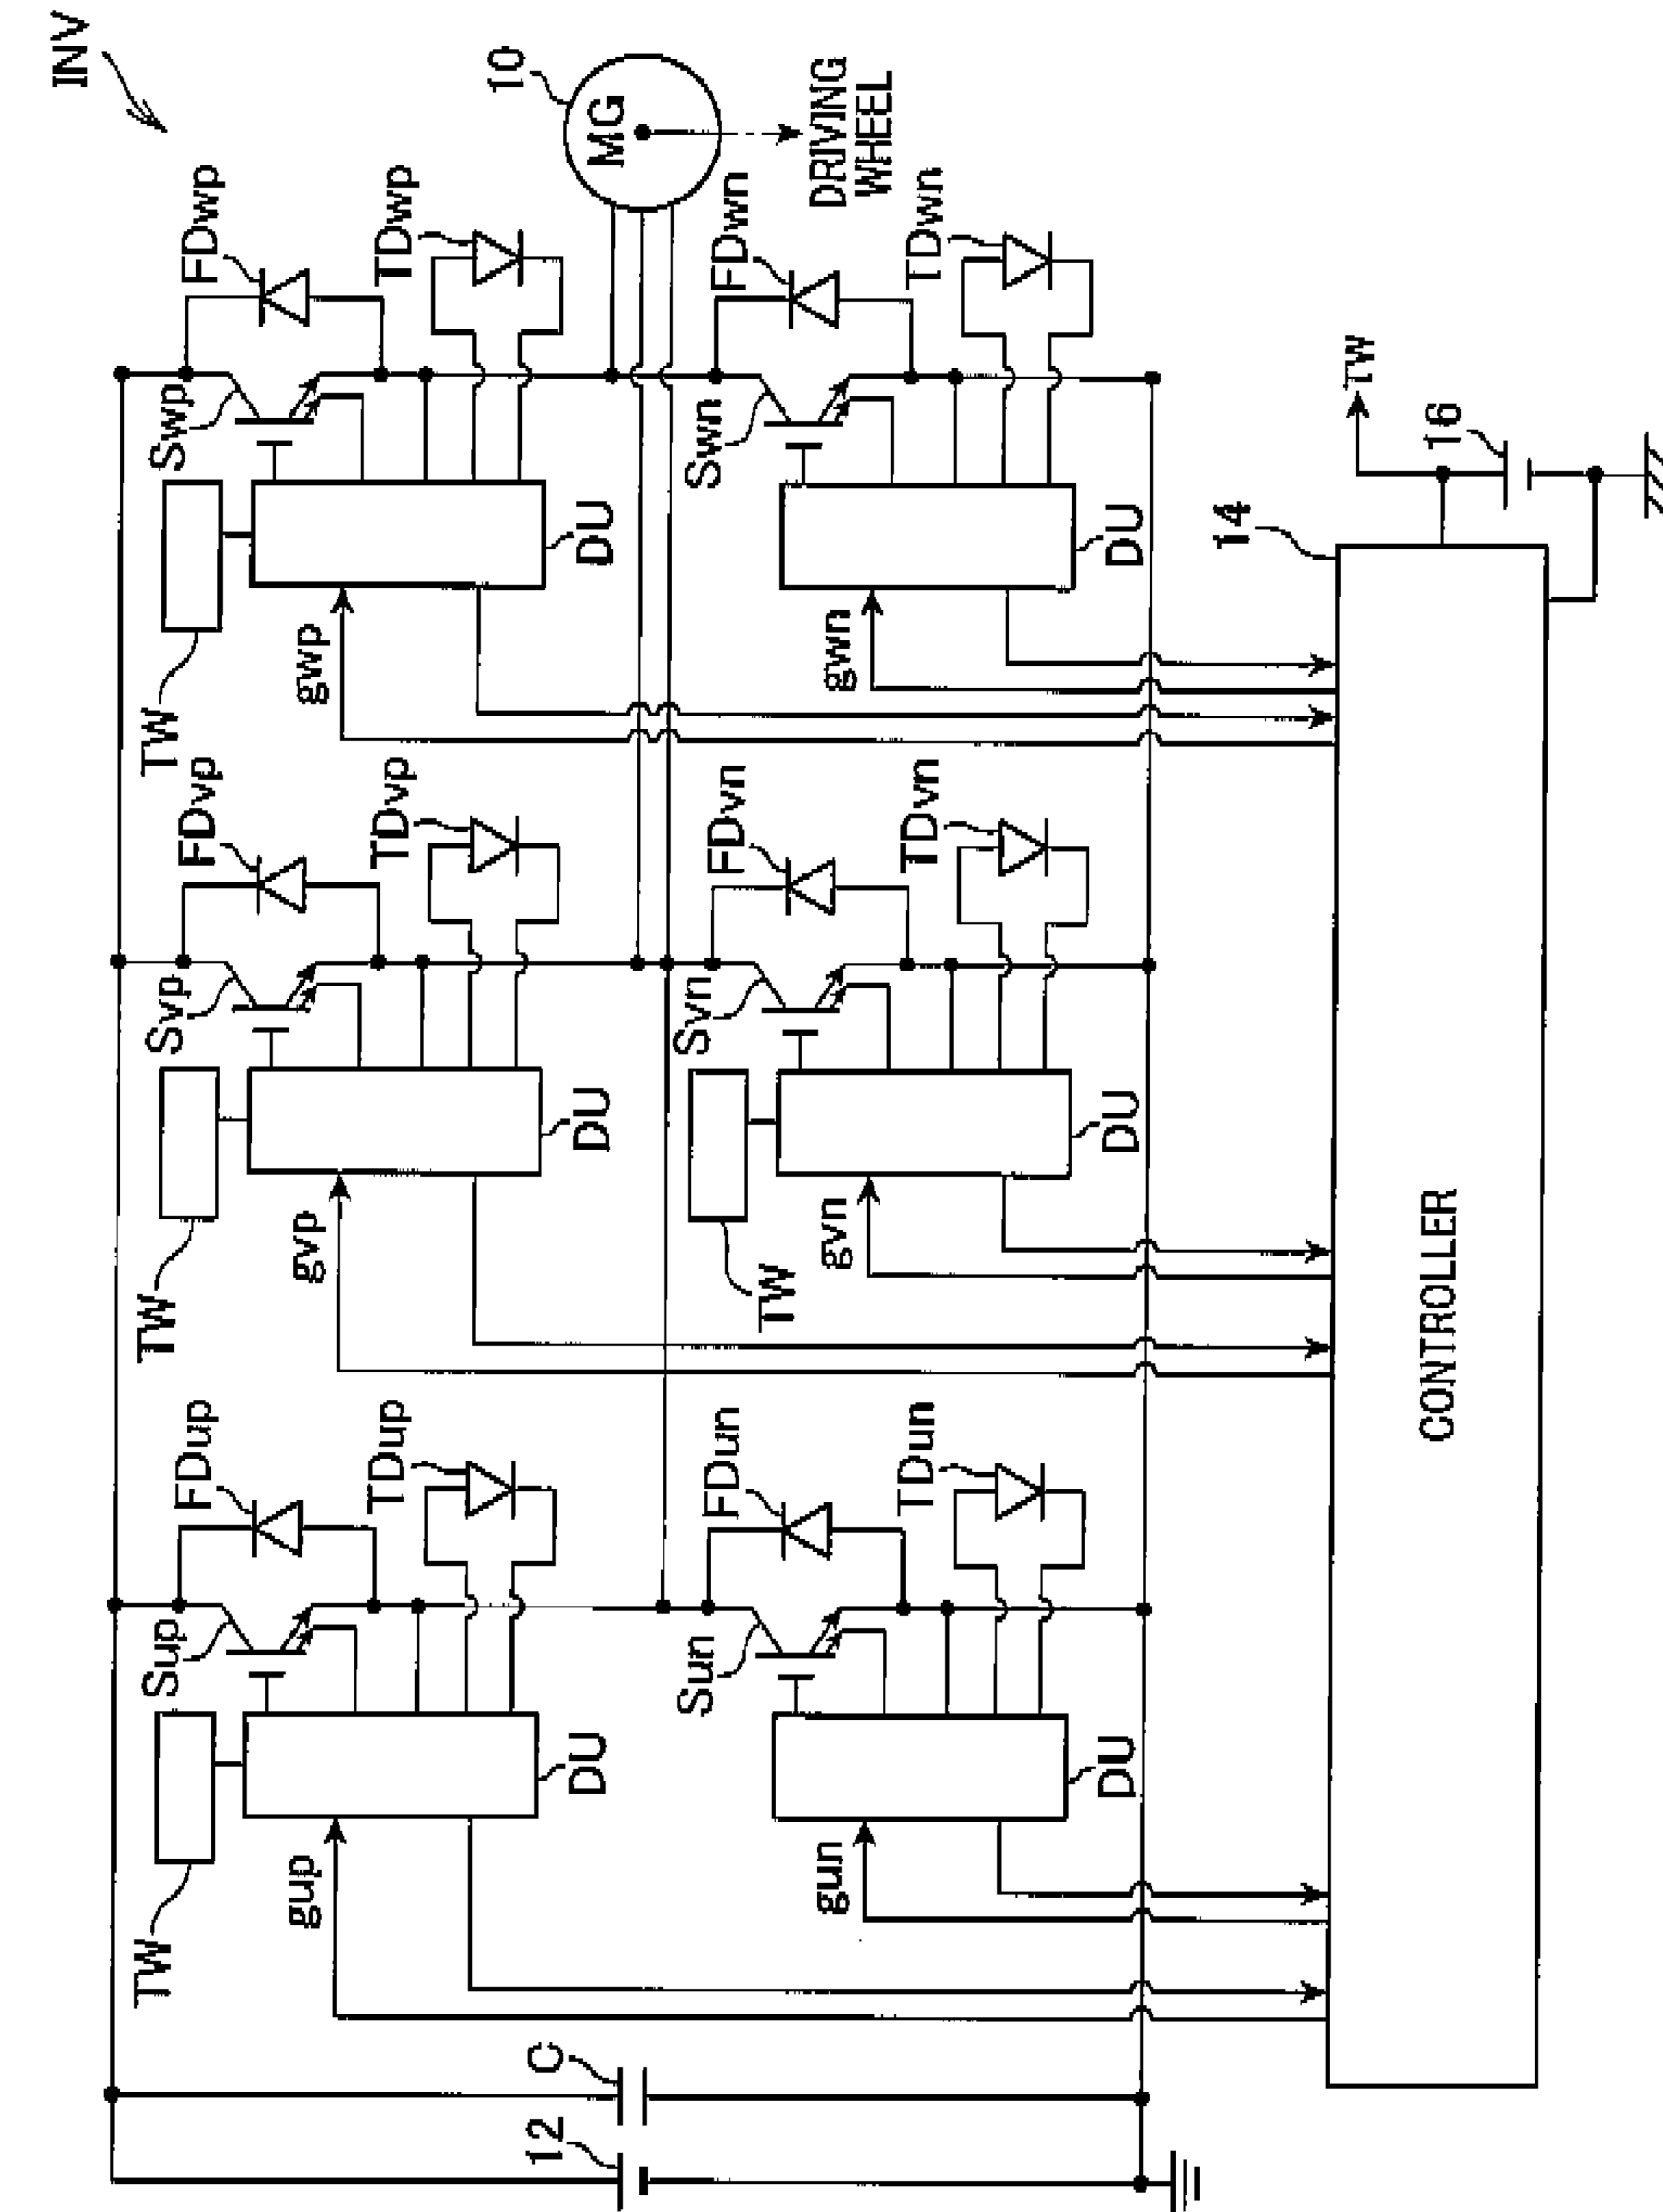 INV
FDup
FDvp
FDwp
Sup
Svp
Swp
TW
TW
TW
TDup
TDvp
TDwp
gup
gvp
gwp
DU
DU
DU
10
MG
DRIVING
WHEEL
12
C
FDun
FDvn
FDwn
Sun
Svn
Swn
TW
TDun
TDvn
TDwn
gun
gvn
gwn
DU
DU
DU
14
TW
16
CONTROLLER